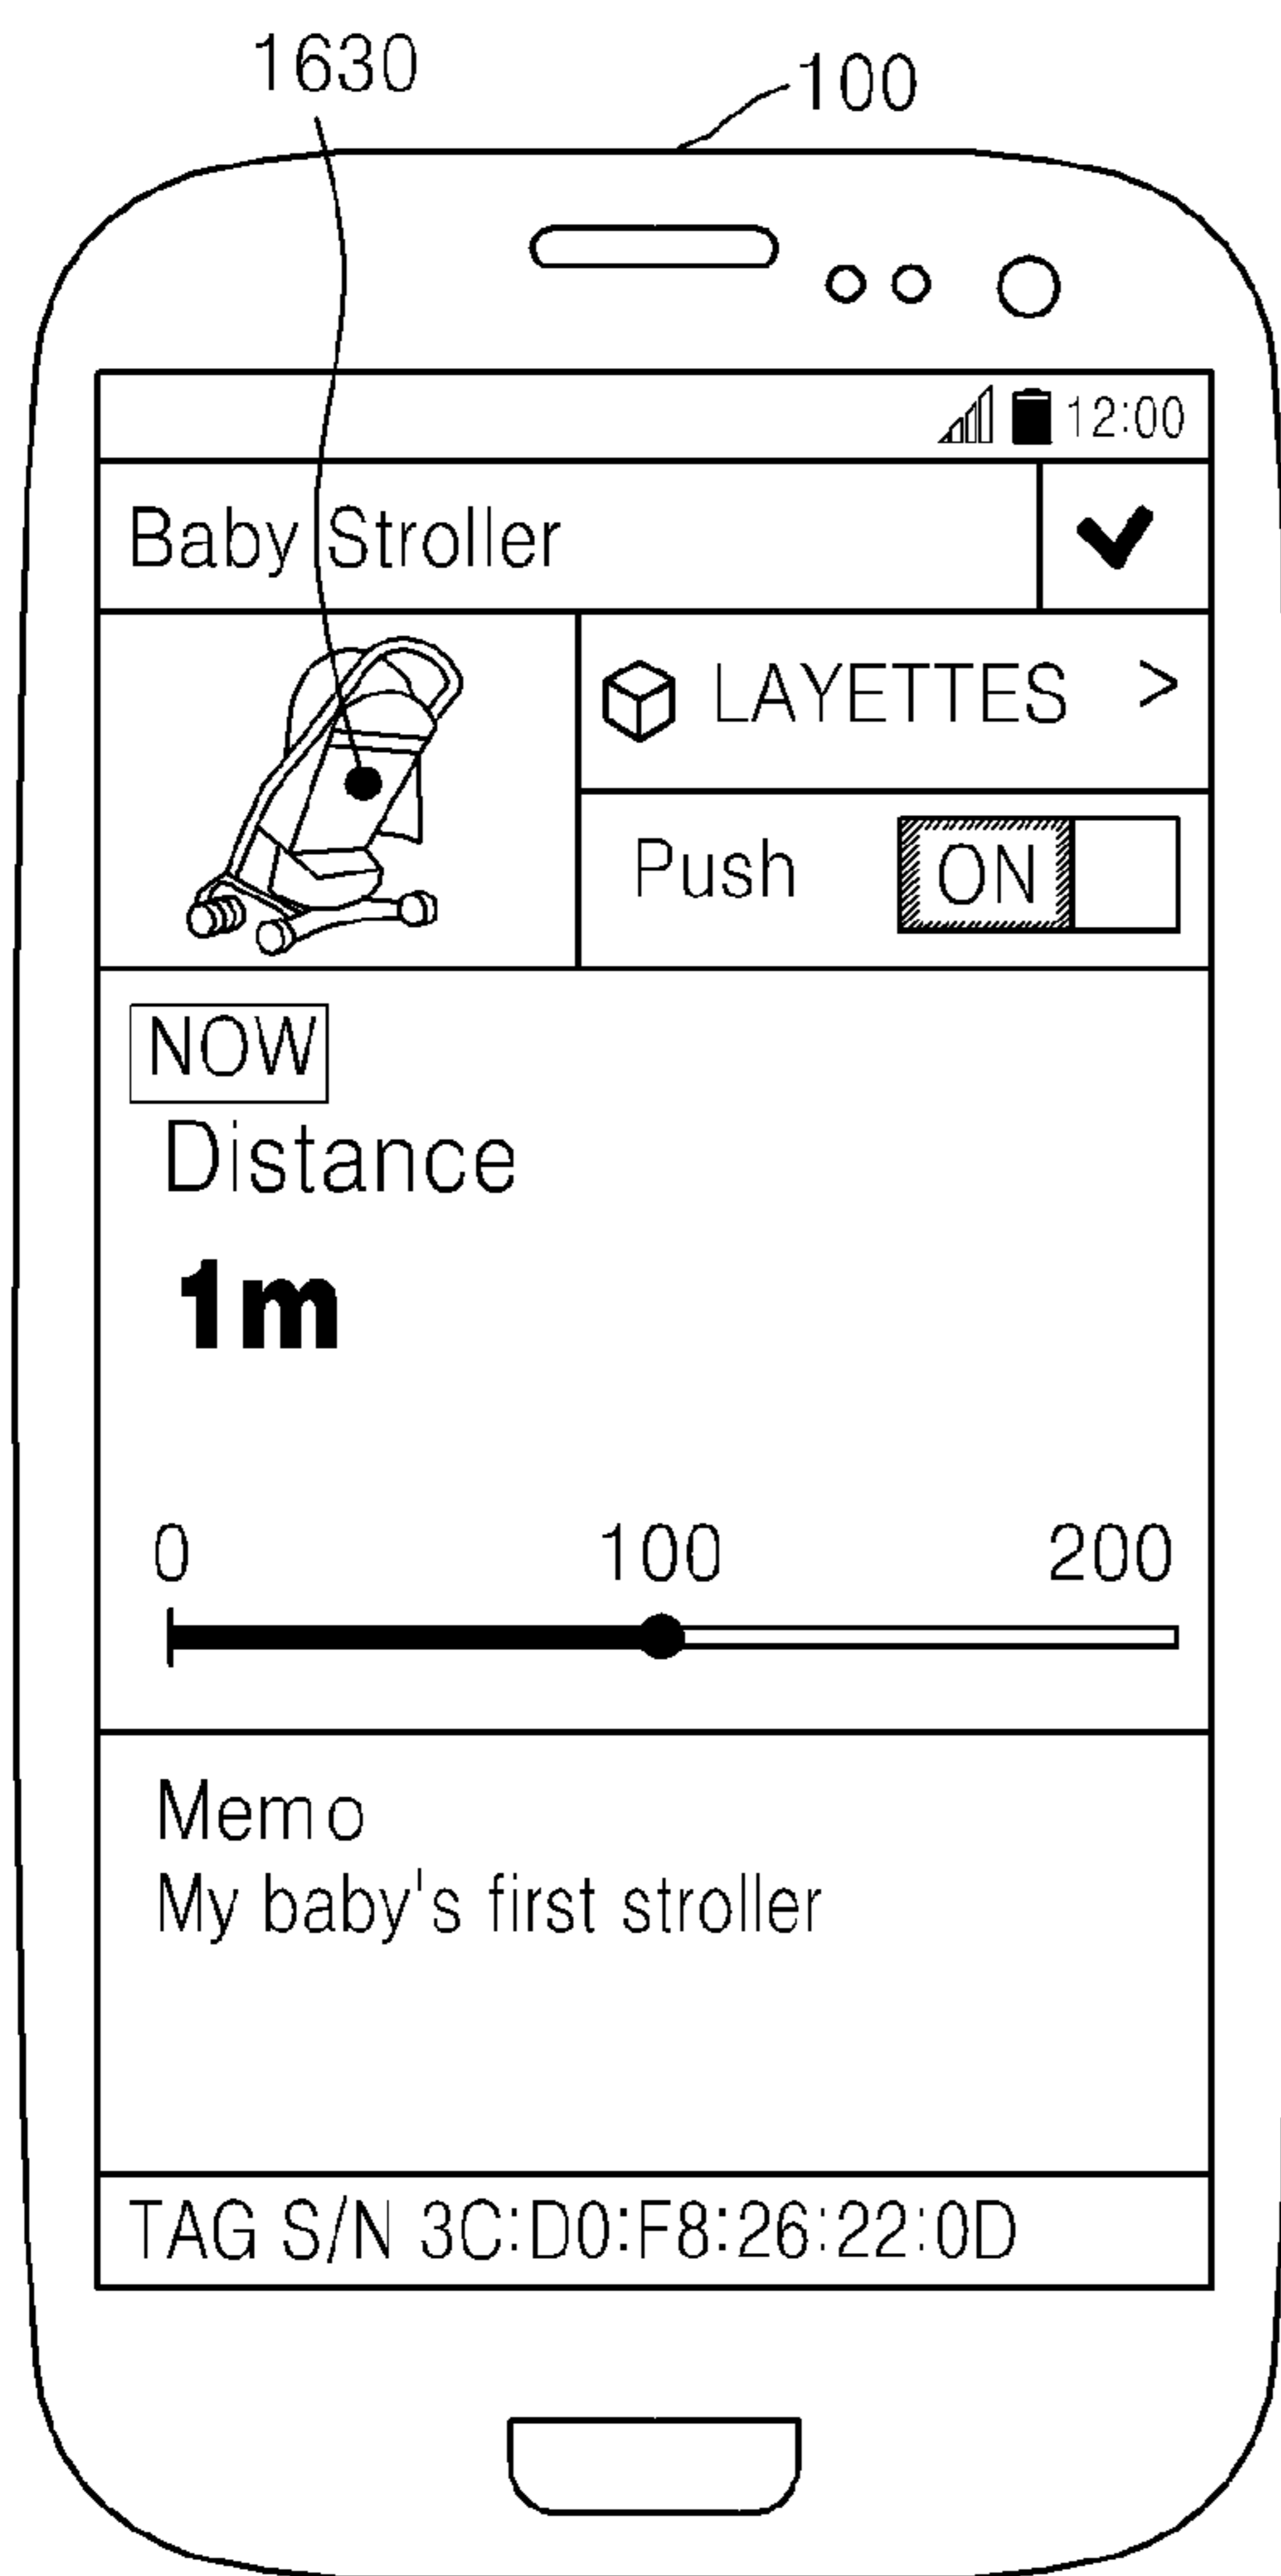 1630
100
12:00
Baby Stroller
LAYETTES >
Push ON
NOW
Distance
1m
0 100 200
Memo
My baby's first stroller
TAG S/N 3C:D0:F8:26:22:0D